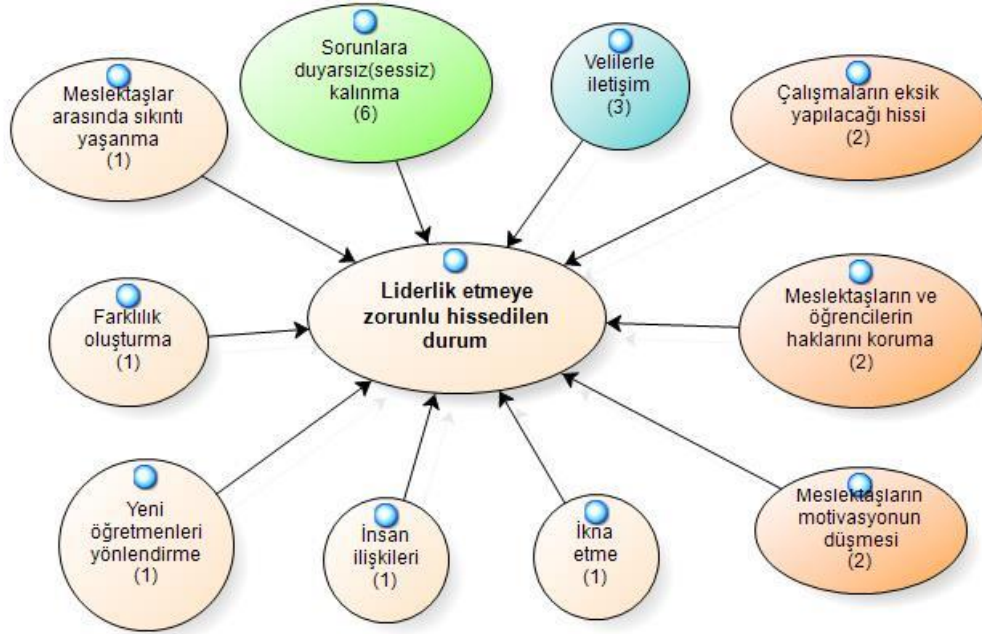 Meslektaşlar
arasında sıkıntı
yaşanma
(1)
Sorunlara
duyarsız(sessiz)
kalınma
(6)
Velilerle
iletişim
(3)
Çalışmaların eksik
yapılacağı hissi
(2)
Liderlik etmeye
zorunlu hissedilen
durum
Farklılık
oluşturma
(1)
Meslektaşların ve
öğrencilerin
haklarını koruma
(2)
Yeni
öğretmenleri
yönlendirme
(1)
İnsan
ilişkileri
(1)
İkna
etme
(1)
Meslektaşların
motivasyonun
düşmesi
(2)